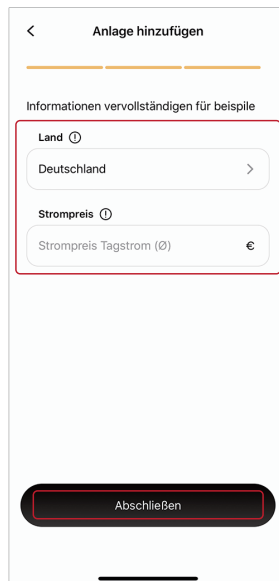 Anlage hinzufügen
Informationen vervollständigen für beispile
Land
Deutschland
Strompreis
Strompreis Tagstrom (Ø)
€
Abschließen